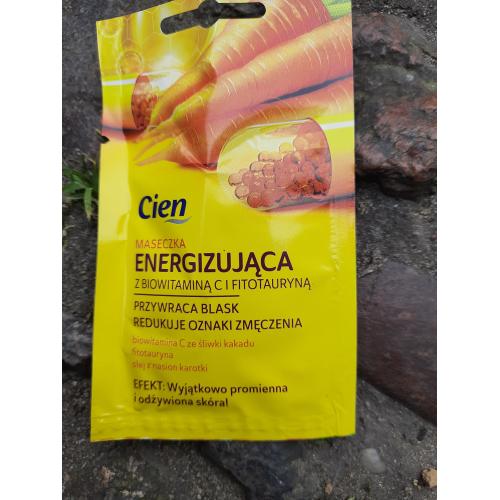 Cien
MASECZKA
ENERGIZUJĄCA
Z BIOWITAMINĄ C I FITOTAURYNĄ
PRZYWRACA BLASK
REDUKUJE OZNAKI ZMĘCZENIA
biowitamina C ze śliwki kakadu
fitotauryna
olej z nasion karotki
EFEKT: Wyjątkowo promienna
i odżywiona skóra!